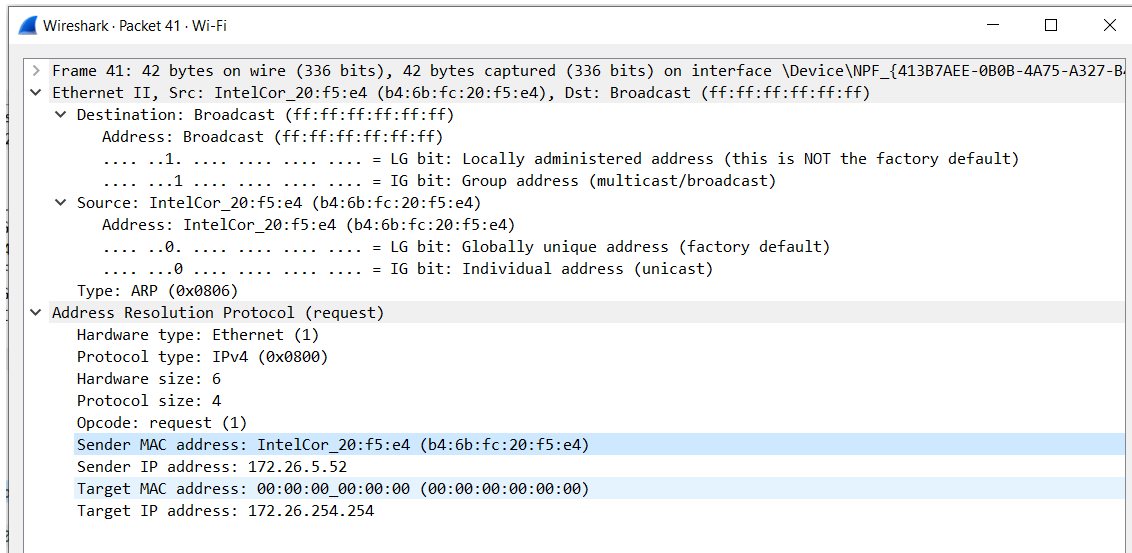 Wireshark · Packet 41 · Wi-Fi
Frame 41: 42 bytes on wire (336 bits), 42 bytes captured (336 bits) on interface \Device\NPF_{413B7AEE-0B0B-4A75-A327-B4
Ethernet II, Src: IntelCor_20:f5:e4 (b4:6b:fc:20:f5:e4), Dst: Broadcast (ff:ff:ff:ff:ff:ff)
Destination: Broadcast (ff:ff:ff:ff:ff:ff)
Address: Broadcast (ff:ff:ff:ff:ff:ff)
.... ..1. .... .... .... .... = LG bit: Locally administered address (this is NOT the factory default)
.... ...1 .... .... .... .... = IG bit: Group address (multicast/broadcast)
Source: IntelCor_20:f5:e4 (b4:6b:fc:20:f5:e4)
Address: IntelCor_20:f5:e4 (b4:6b:fc:20:f5:e4)
.... ..0. .... .... .... .... = LG bit: Globally unique address (factory default)
.... ...0 .... .... .... .... = IG bit: Individual address (unicast)
Type: ARP (0x0806)
Address Resolution Protocol (request)
Hardware type: Ethernet (1)
Protocol type: IPv4 (0x0800)
Hardware size: 6
Protocol size: 4
Opcode: request (1)
Sender MAC address: IntelCor_20:f5:e4 (b4:6b:fc:20:f5:e4)
Sender IP address: 172.26.5.52
Target MAC address: 00:00:00_00:00:00 (00:00:00:00:00:00)
Target IP address: 172.26.254.254